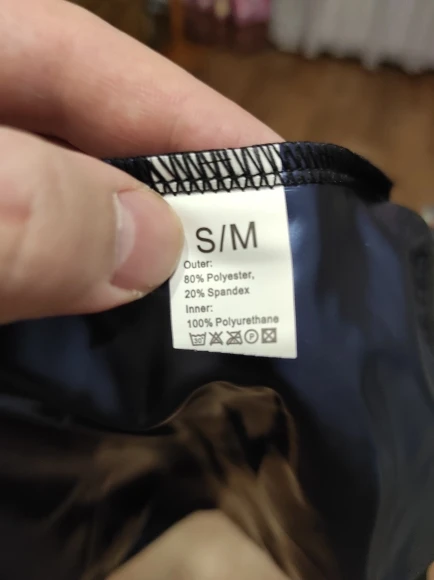 S/M
Outer:
80% Polyester,
20% Spandex
Inner:
100% Polyurethane